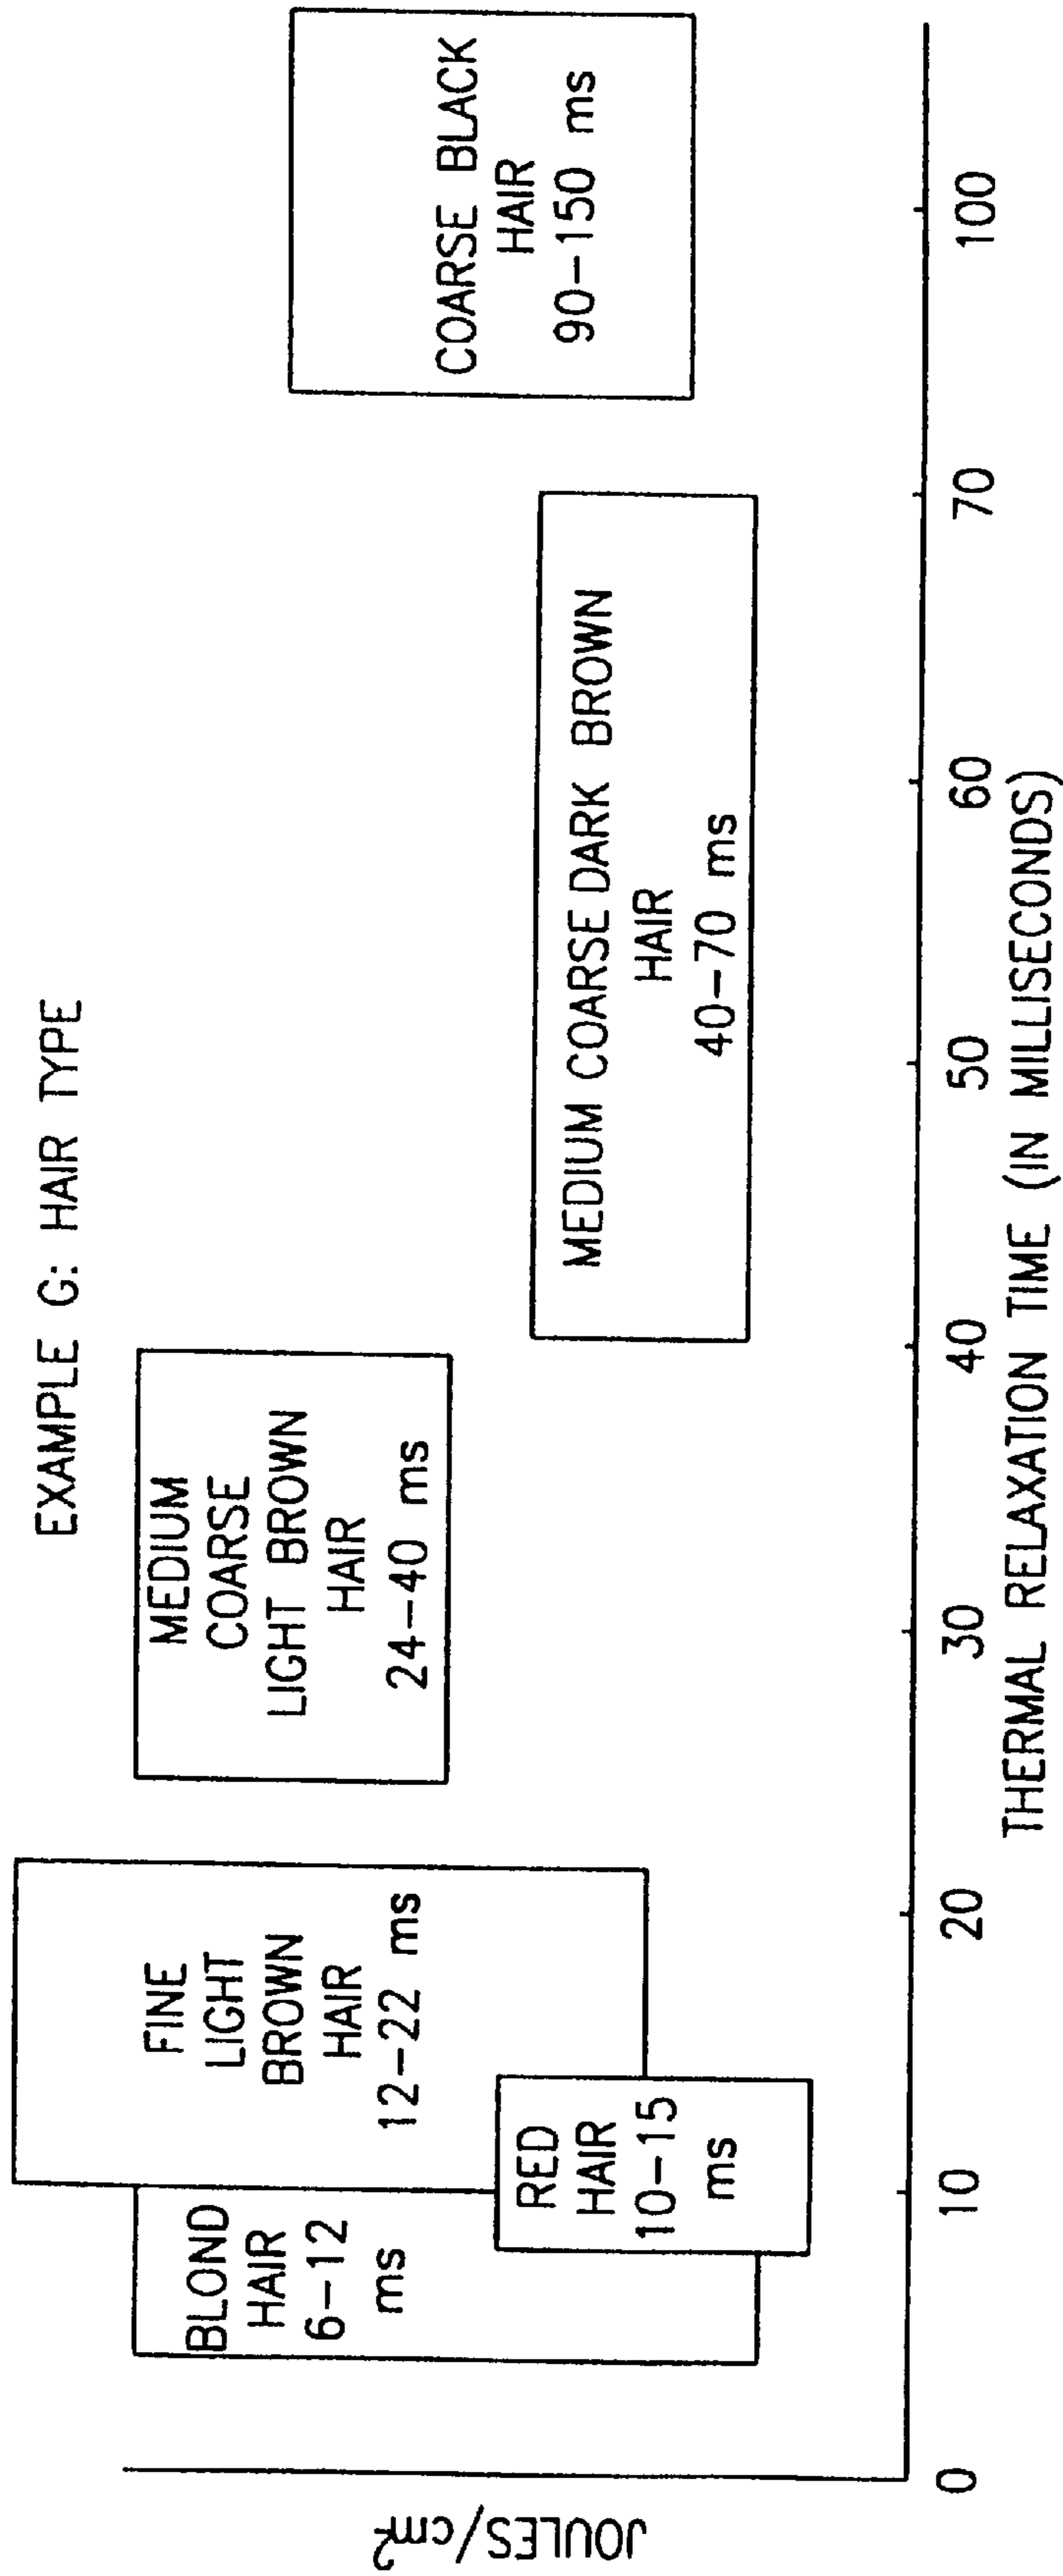 EXAMPLE G: HAIR TYPE
JOULES/cm²
BLOND
HAIR
6–12
ms
FINE
LIGHT
BROWN
HAIR
12–22 ms
RED
HAIR
10–15
ms
MEDIUM
COARSE
LIGHT BROWN
HAIR
24–40 ms
MEDIUM COARSE DARK BROWN
HAIR
40–70 ms
COARSE BLACK
HAIR
90–150 ms
0 10 20 30 40 50 60 70 100
THERMAL RELAXATION TIME (IN MILLISECONDS)